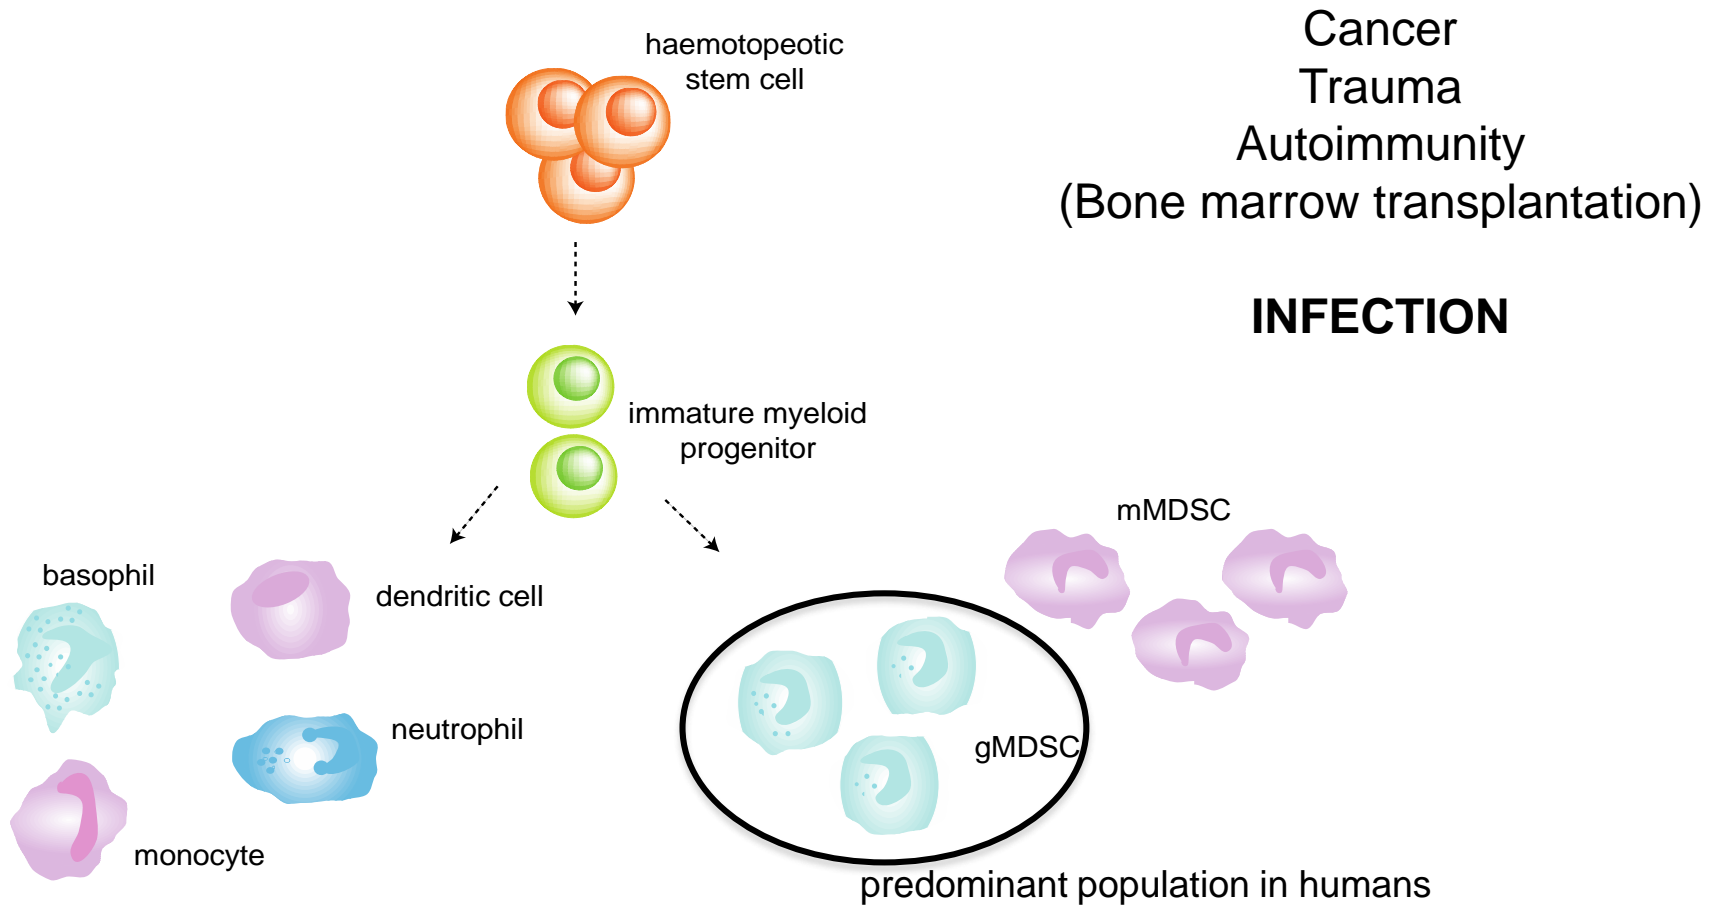 haemotopeotic
stem cell
Cancer
Trauma
Autoimmunity
(Bone marrow transplantation)
INFECTION
immature myeloid
progenitor
mMDSC
basophil
dendritic cell
neutrophil
gMDSC
monocyte
predominant population in humans